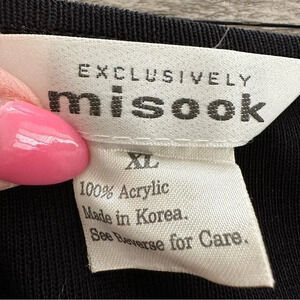 EXCLUSIVELY
misook
XL
100% Acrylic
Made in Korea.
See Reverse for Care.